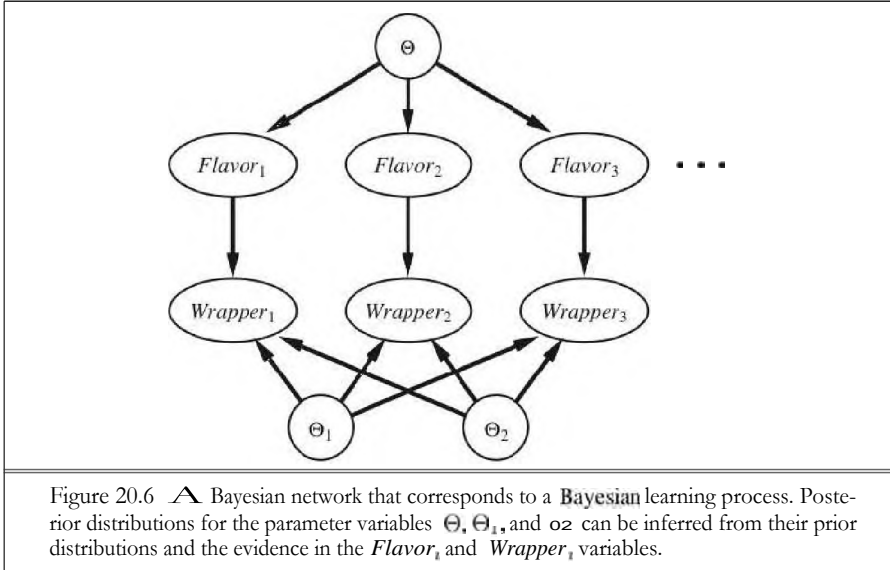 Θ
Flavor₁ Flavor₂ Flavor₃ ...
Wrapper₁ Wrapper₂ Wrapper₃
Θ₁ Θ₂
Figure 20.6 A Bayesian network that corresponds to a Bayesian learning process. Poste-
rior distributions for the parameter variables Θ, Θ₁, and o2 can be inferred from their prior
distributions and the evidence in the Flavorᵢ and Wrapperᵢ variables.